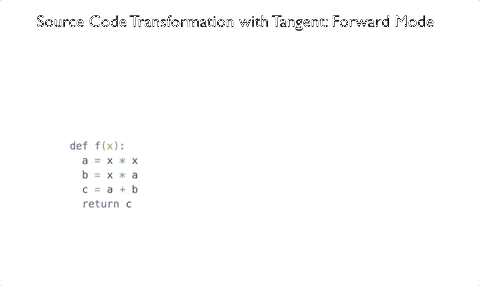 Source Code Transformation with Tangent: Forward Mode
def f(x):
a = x * x
b = x * a
c = a + b
return c